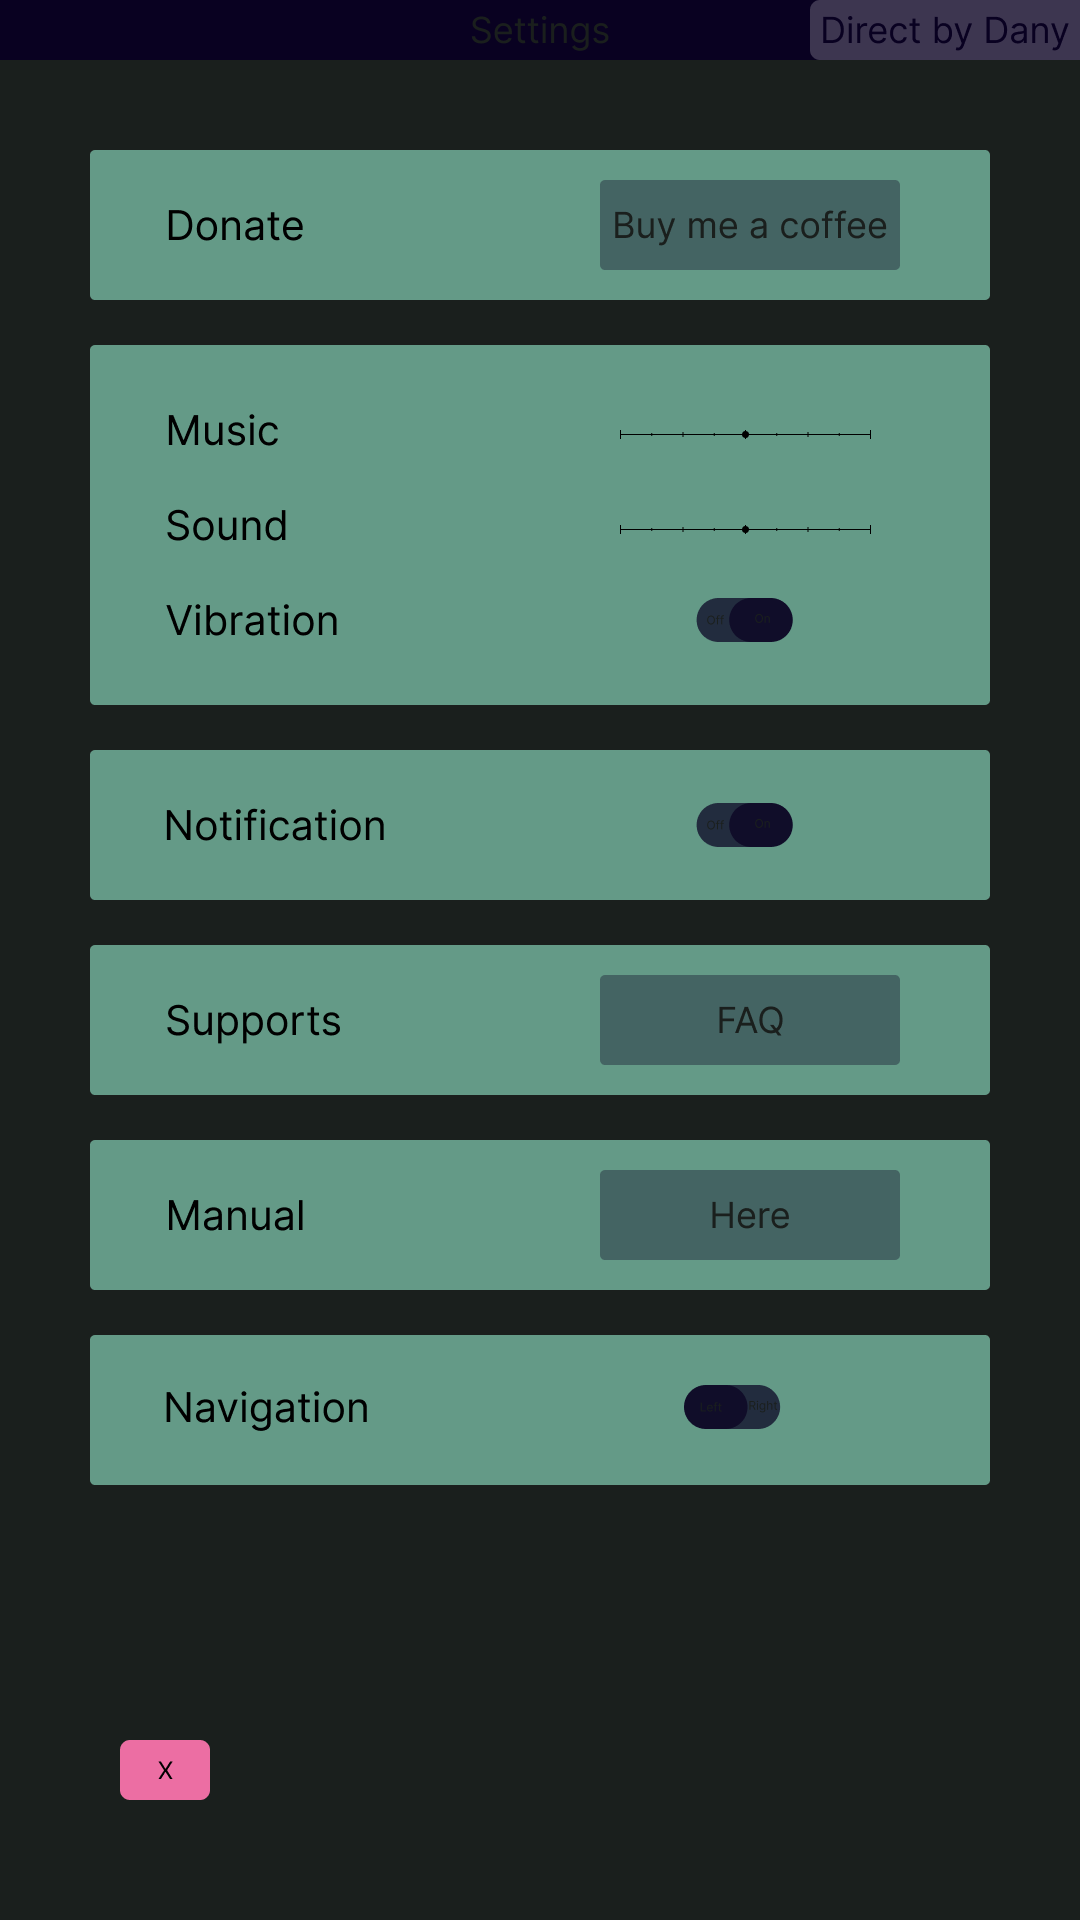 Settings
Direct by Dany
Donate
Buy me a coffee
Music
Sound
Vibration
Off On
Notification
Off On
Supports
FAQ
Manual
Here
Navigation
Left Right
X